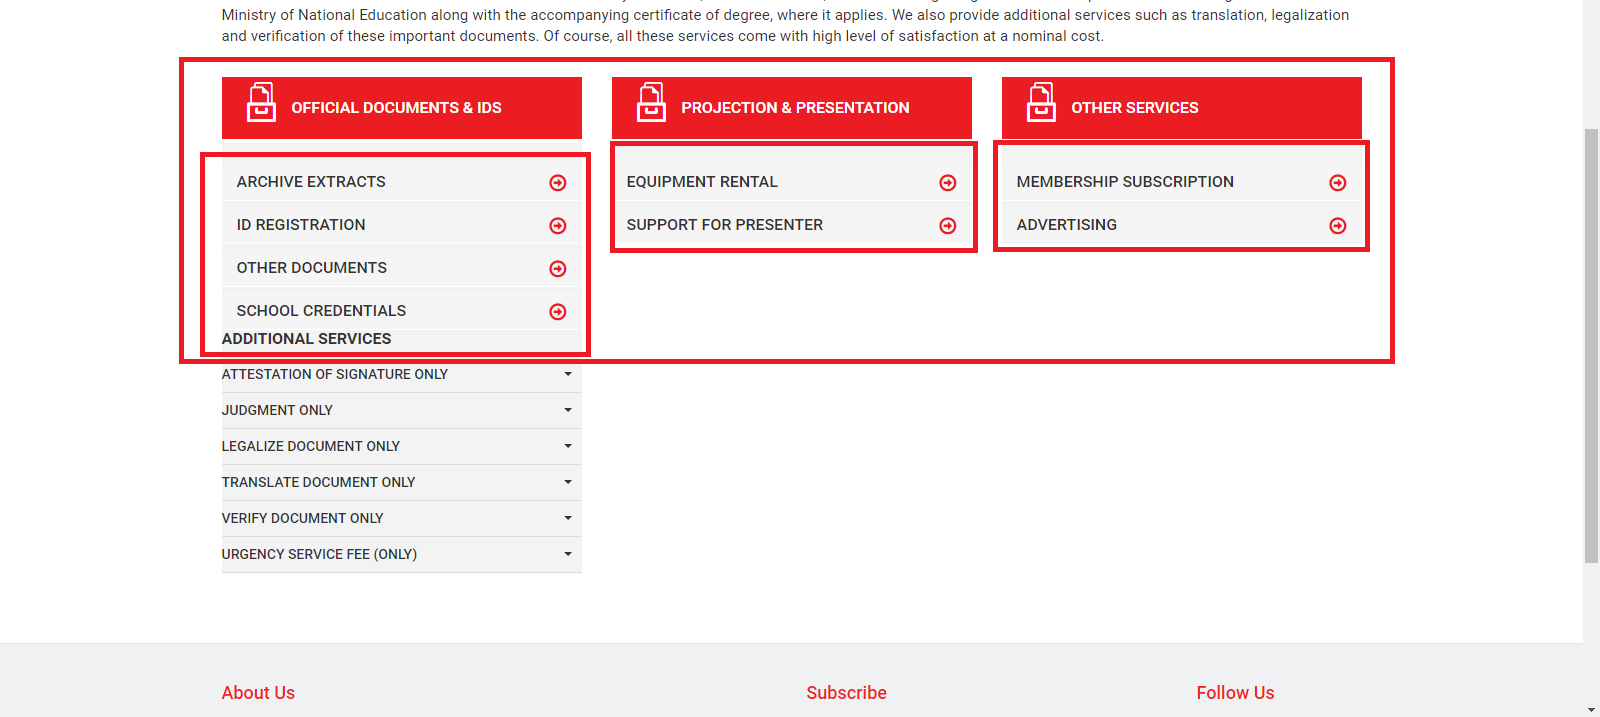 Ministry of National Education along with the accompanying certificate of degree, where it applies. We also provide additional services such as translation, legalization
and verification of these important documents. Of course, all these services come with high level of satisfaction at a nominal cost.
OFFICIAL DOCUMENTS & IDS
ARCHIVE EXTRACTS
ID REGISTRATION
OTHER DOCUMENTS
SCHOOL CREDENTIALS
ADDITIONAL SERVICES
ATTESTATION OF SIGNATURE ONLY
JUDGMENT ONLY
LEGALIZE DOCUMENT ONLY
TRANSLATE DOCUMENT ONLY
VERIFY DOCUMENT ONLY
URGENCY SERVICE FEE (ONLY)
PROJECTION & PRESENTATION
EQUIPMENT RENTAL
SUPPORT FOR PRESENTER
OTHER SERVICES
MEMBERSHIP SUBSCRIPTION
ADVERTISING
About Us
Subscribe
Follow Us